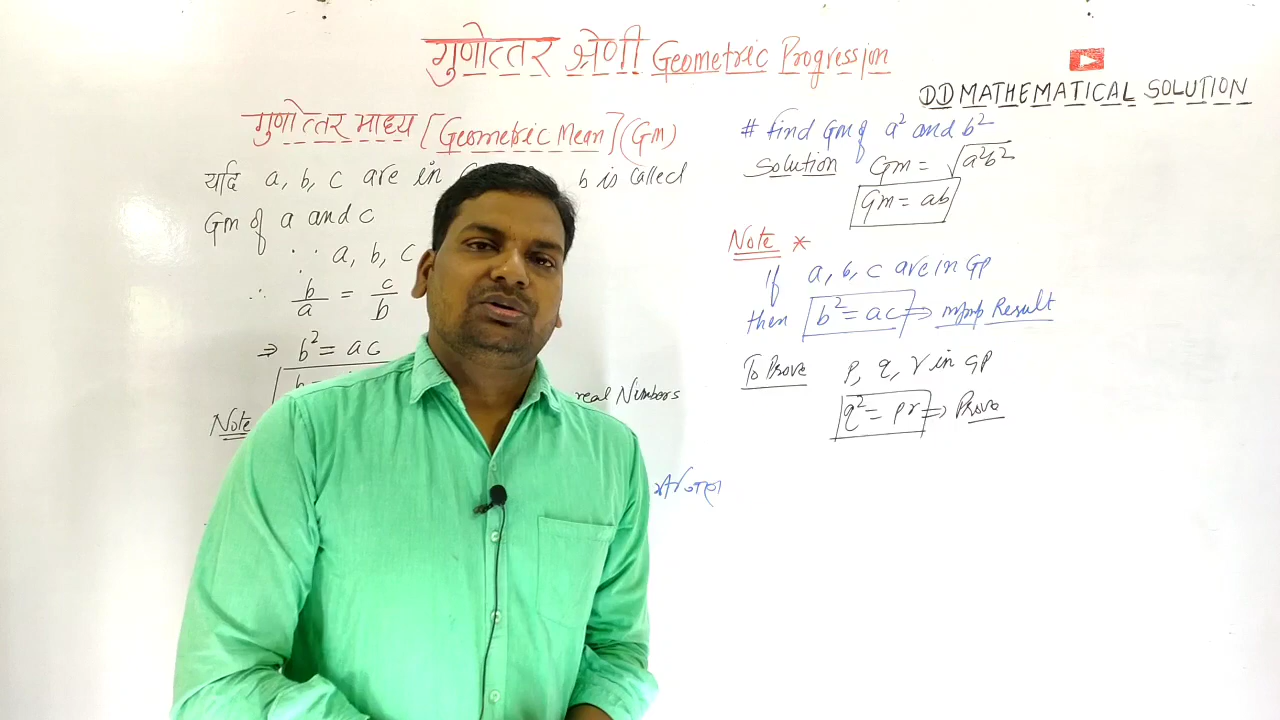 गुणोत्तर श्रेणी Geometric Progression
DD MATHEMATICAL SOLUTION
गुणोत्तर माध्य [Geometric Mean] (Gm)
यदि a, b, c are in b is called
Gm of a and c
∵ a, b, c
∴ b/a = c/b
⇒ b² = ac
real Numbers
Note
# Find Gm of a² and b²
Solution Gm = √a²b²
Gm = ab
Note *
If a, b, c are in GP
then b² = ac ⇒ Result
To Prove p, q, r in GP
q² = pr ⇒ Prove